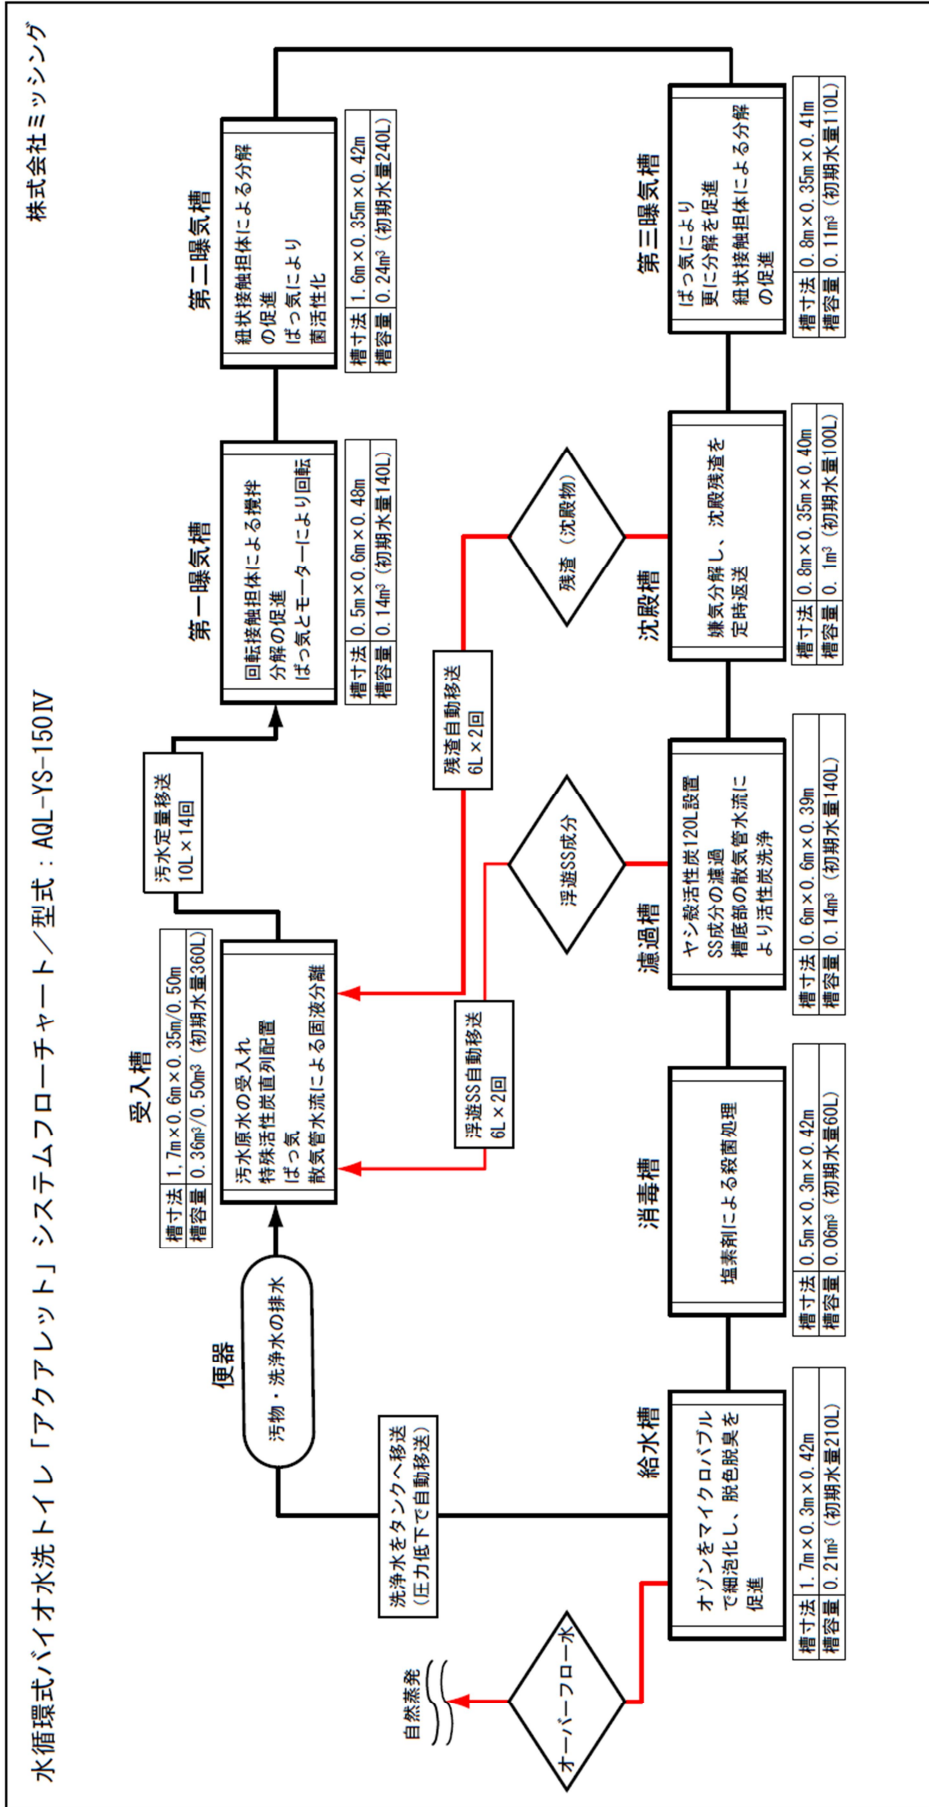 水循環式バイオ水洗トイレ「アクアレット」システムフローチャート／型式：AQL-YS-150Ⅳ
株式会社ミッシング
便器
汚物・洗浄水の排水
受入槽
槽寸法 1.7m×0.6m×0.35m/0.50m
槽容量 0.36m³/0.50m³（初期水量360L）
汚水原水の受入れ
特殊活性炭直列配置
ばっ気
散気管水流による固液分離
汚水定量移送
10L×14回
第一曝気槽
回転接触担体による攪拌
分解の促進
ばっ気とモーターにより回転
槽寸法 0.5m×0.6m×0.48m
槽容量 0.14m³（初期水量140L）
第二曝気槽
紐状接触担体による分解
の促進
ばっ気により
菌活性化
槽寸法 1.6m×0.35m×0.42m
槽容量 0.24m³（初期水量240L）
第三曝気槽
ばっ気により
更に分解を促進
紐状接触担体による分解
の促進
槽寸法 0.8m×0.35m×0.41m
槽容量 0.11m³（初期水量110L）
沈殿槽
嫌気分解し、沈殿残渣を
定時返送
槽寸法 0.8m×0.35m×0.40m
槽容量 0.1m³（初期水量100L）
残渣（沈殿物）
残渣自動移送
6L×2回
濾過槽
ヤシ殻活性炭120L設置
SS成分の濾過
槽底部の散気管水流に
より活性炭洗浄
槽寸法 0.6m×0.6m×0.39m
槽容量 0.14m³（初期水量140L）
浮遊SS成分
浮遊SS自動移送
6L×2回
消毒槽
塩素剤による殺菌処理
槽寸法 0.5m×0.3m×0.42m
槽容量 0.06m³（初期水量60L）
給水槽
オゾンをマイクロバブル
で細泡化し、脱色脱臭を
促進
槽寸法 1.7m×0.3m×0.42m
槽容量 0.21m³（初期水量210L）
洗浄水をタンクへ移送
(圧力低下で自動移送)
オーバーフロー水
自然蒸発